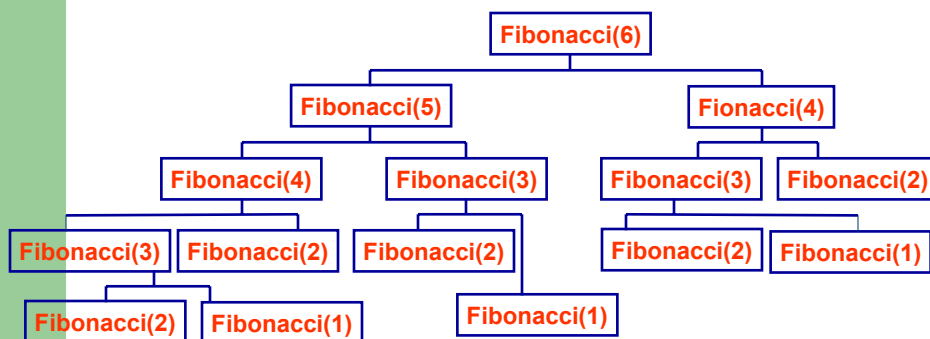 Fibonacci(6)
Fibonacci(5)
Fionacci(4)
Fibonacci(4)
Fibonacci(3)
Fibonacci(3)
Fibonacci(2)
Fibonacci(3)
Fibonacci(2)
Fibonacci(2)
Fibonacci(2)
Fibonacci(1)
Fibonacci(2)
Fibonacci(1)
Fibonacci(1)